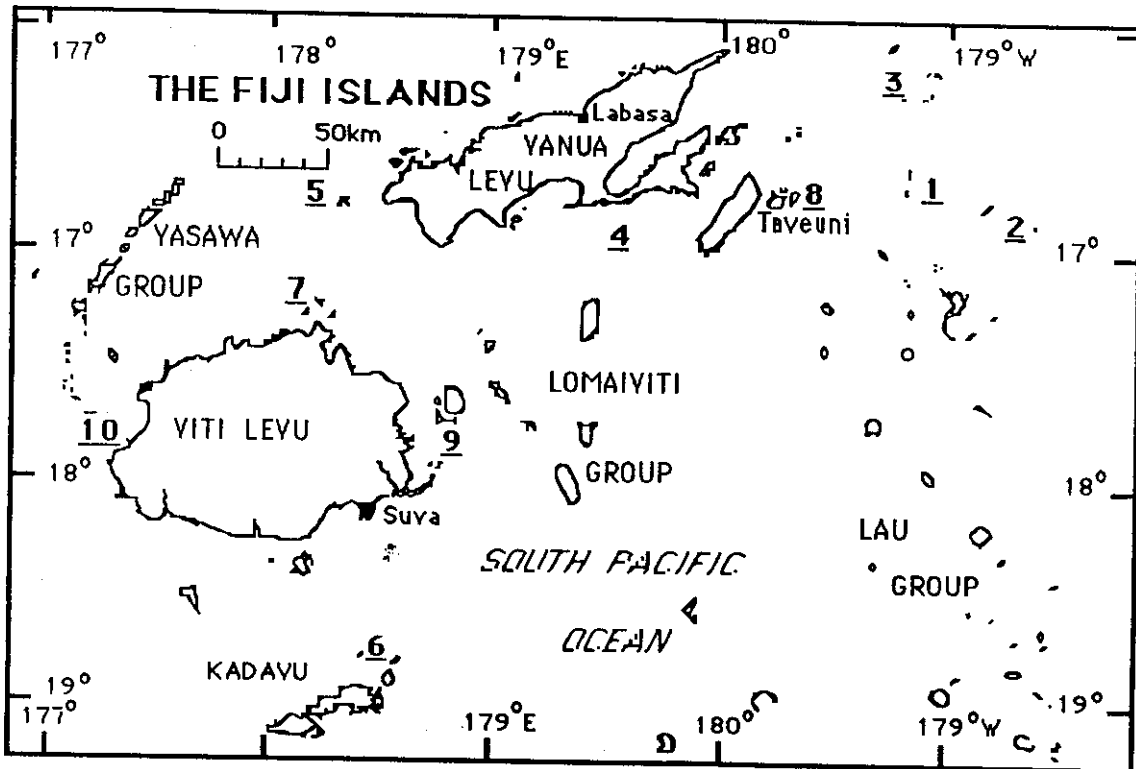 177° 178° 179° E 180° 179° W
THE FIJI ISLANDS
0 50km
3
Labasa
YANUA
LEYU
5
8
1
Taveuni
2
4
17° 17°
YASAWA
GROUP
7
LOMAIVITI
GROUP
10
VITI LEYU
9
18° 18°
Suva
LAU
GROUP
SOUTH PACIFIC
OCEAN
6
KADAVU
19° 19°
177° 179° E 180° 179° W